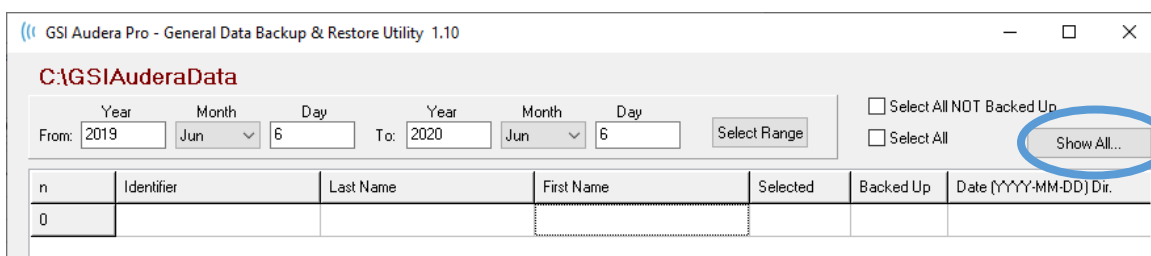 GSI Audera Pro - General Data Backup & Restore Utility 1.10
C:\GSIAuderaData
Year Month Day Year Month Day
From: 2019 Jun 6 To: 2020 Jun 6 Select Range
Select All NOT Backed Up
Select All
Show All...
n Identifier Last Name First Name Selected Backed Up Date (YYYY-MM-DD) Dir.
0